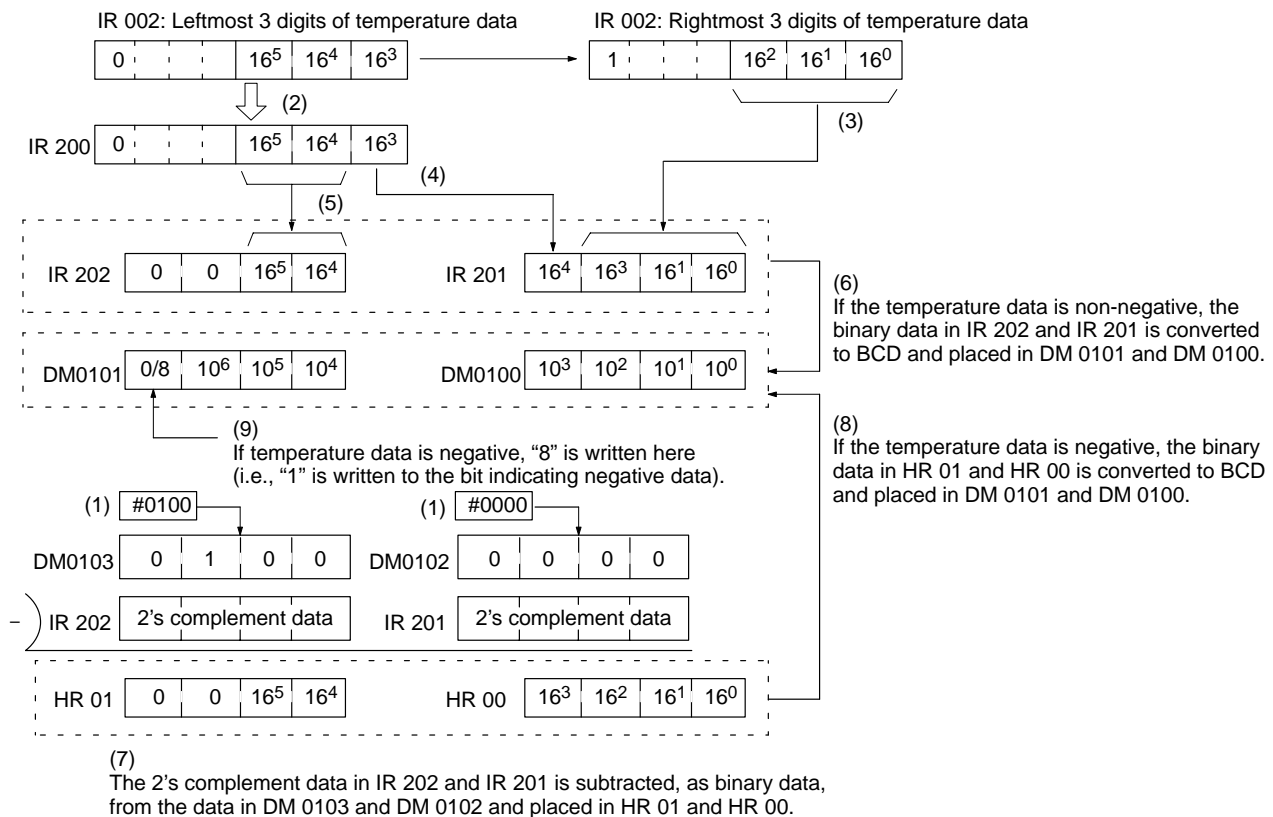 IR 002: Leftmost 3 digits of temperature data
IR 002: Rightmost 3 digits of temperature data
0 16⁵ 16⁴ 16³
1 16² 16¹ 16⁰
(2)
(3)
IR 200 0 16⁵ 16⁴ 16³
(4)
(5)
IR 202 0 0 16⁵ 16⁴
IR 201 16⁴ 16³ 16¹ 16⁰
(6)
If the temperature data is non-negative, the
binary data in IR 202 and IR 201 is converted
to BCD and placed in DM 0101 and DM 0100.
DM0101 0/8 10⁶ 10⁵ 10⁴
DM0100 10³ 10² 10¹ 10⁰
(9)
If temperature data is negative, “8” is written here
(i.e., “1” is written to the bit indicating negative data).
(8)
If the temperature data is negative, the binary
data in HR 01 and HR 00 is converted to BCD
and placed in DM 0101 and DM 0100.
(1) #0100
(1) #0000
DM0103 0 1 0 0
DM0102 0 0 0 0
– IR 202 2’s complement data
IR 201 2’s complement data
HR 01 0 0 16⁵ 16⁴
HR 00 16³ 16² 16¹ 16⁰
(7)
The 2’s complement data in IR 202 and IR 201 is subtracted, as binary data,
from the data in DM 0103 and DM 0102 and placed in HR 01 and HR 00.